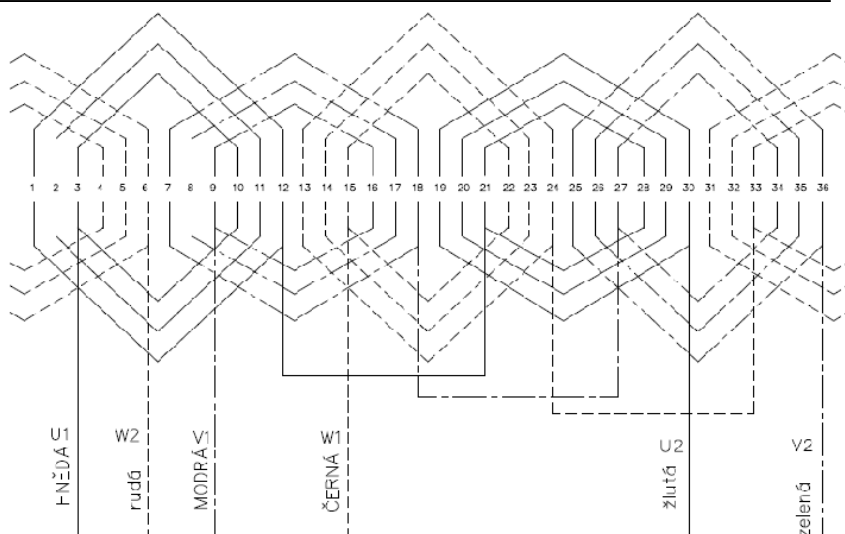 1 2 3 4 5 6 7 8 9 10 11 12 13 14 15 16 17 18 19 20 21 22 23 24 25 26 27 28 29 30 31 32 33 34 35 36
U1
HNĚDÁ
W2
rudá
V1
MODRÁ
W1
ČERNÁ
U2
žlutá
V2
zelená